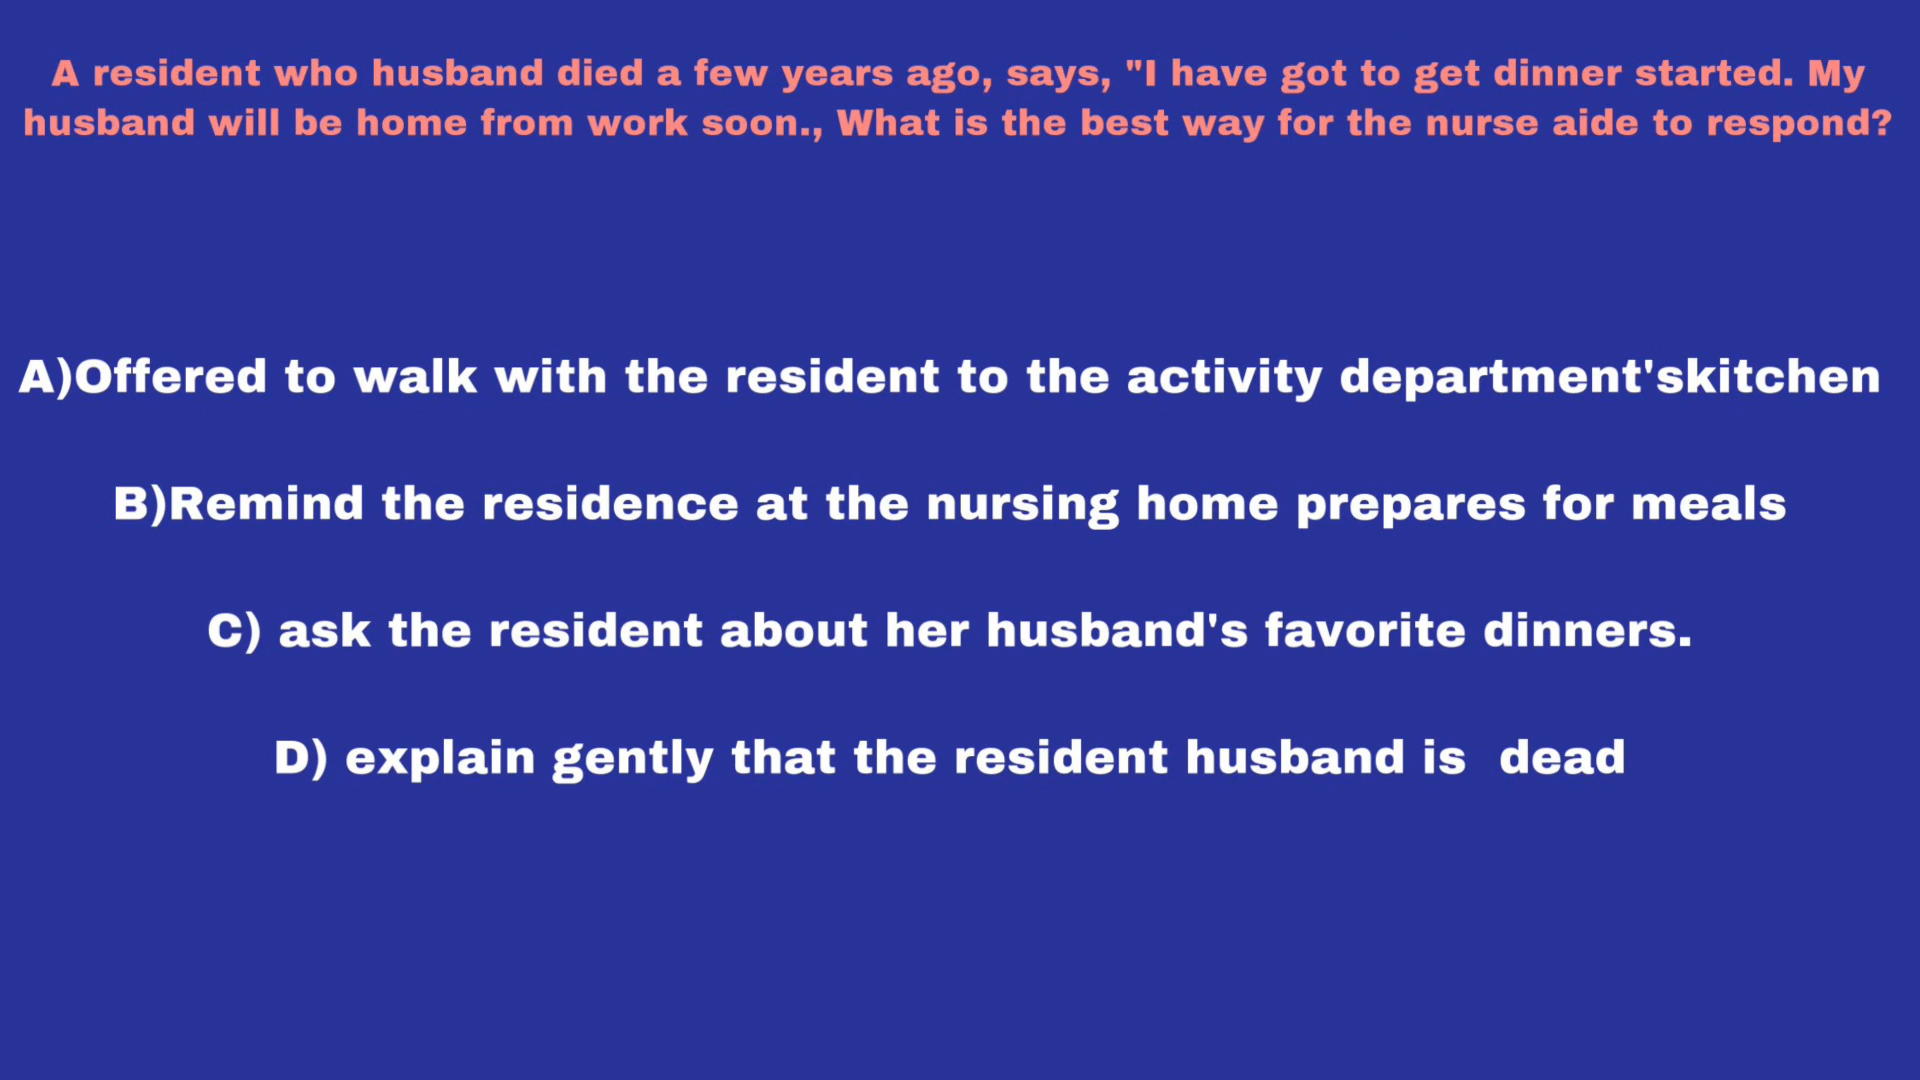 A resident who husband died a few years ago, says, "I have got to get dinner started. My
husband will be home from work soon., What is the best way for the nurse aide to respond?
A)Offered to walk with the resident to the activity department'skitchen
B)Remind the residence at the nursing home prepares for meals
C) ask the resident about her husband's favorite dinners.
D) explain gently that the resident husband is  dead